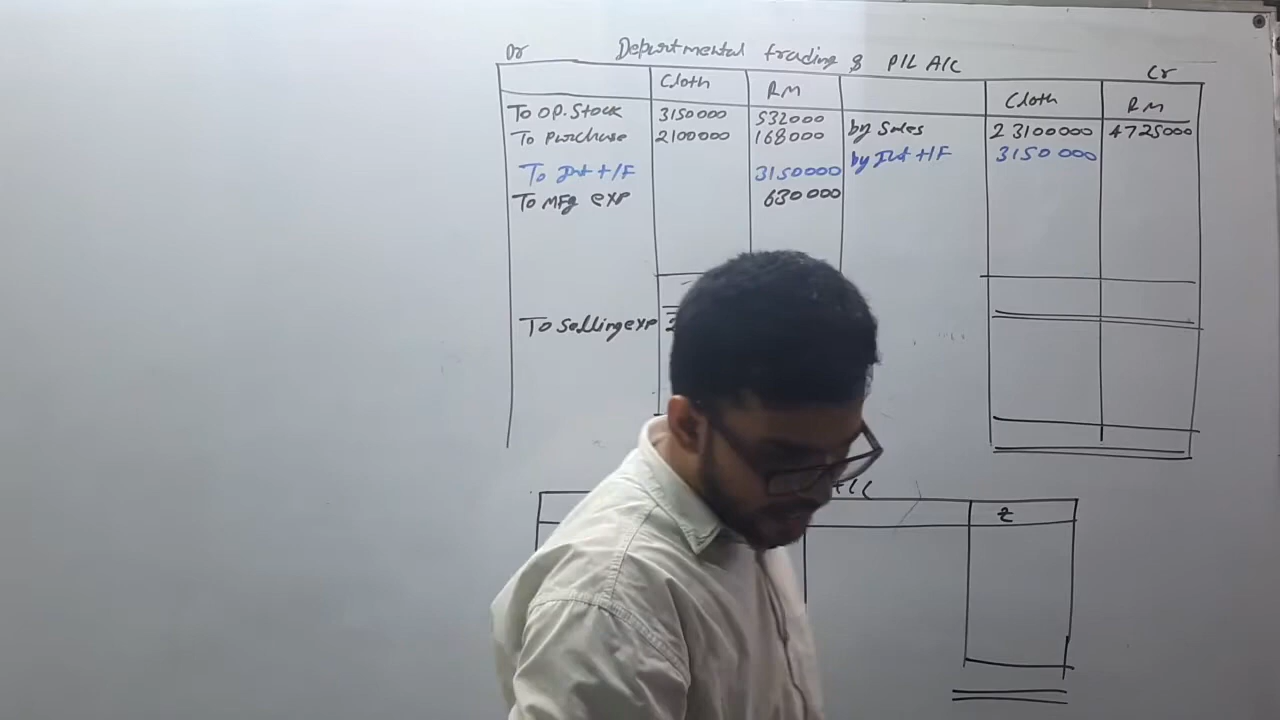 Dr Departmental trading & P/L A/C Cr
Cloth RM Cloth RM
To OP. Stock 3150000 532000
To Purchase 2100000 168000 by Sales 23100000 4725000
To Int t/F 3150000 by Int t/F 3150000
To MFg exp 630000
To Selling exp 2